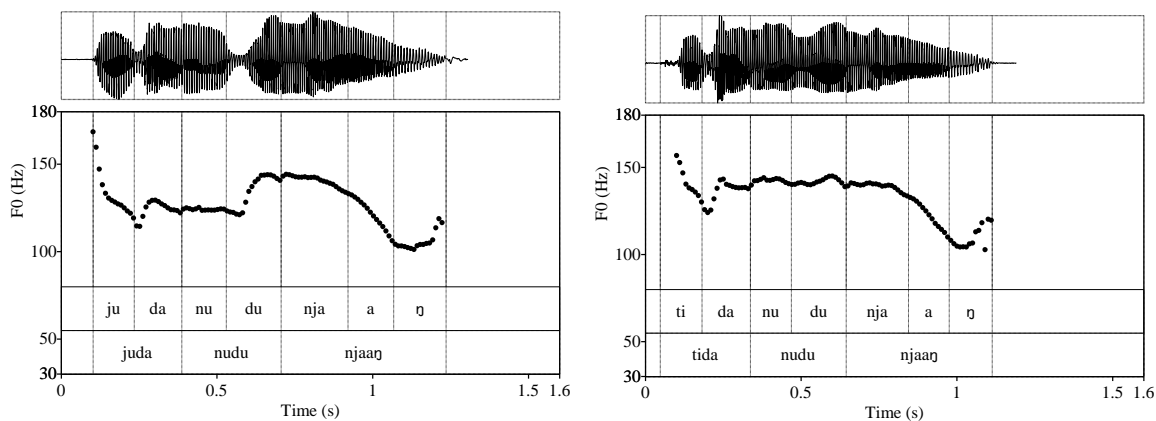 180
150
100
F0 (Hz)
ju da nu du nja a ŋ
50
30
juda nudu njaaŋ
0 0.5 1 1.5 1.6
Time (s)
180
150
100
F0 (Hz)
ti da nu du nja a ŋ
50
30
tida nudu njaaŋ
0 0.5 1 1.5 1.6
Time (s)